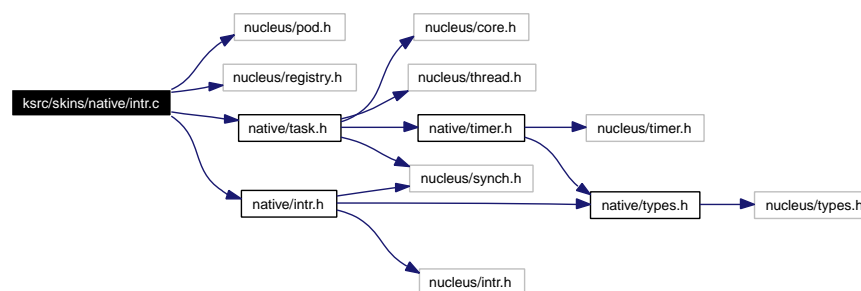 nucleus/pod.h
nucleus/core.h
nucleus/registry.h
nucleus/thread.h
ksrc/skins/native/intr.c
native/task.h
native/timer.h
nucleus/timer.h
nucleus/synch.h
native/intr.h
native/types.h
nucleus/types.h
nucleus/intr.h